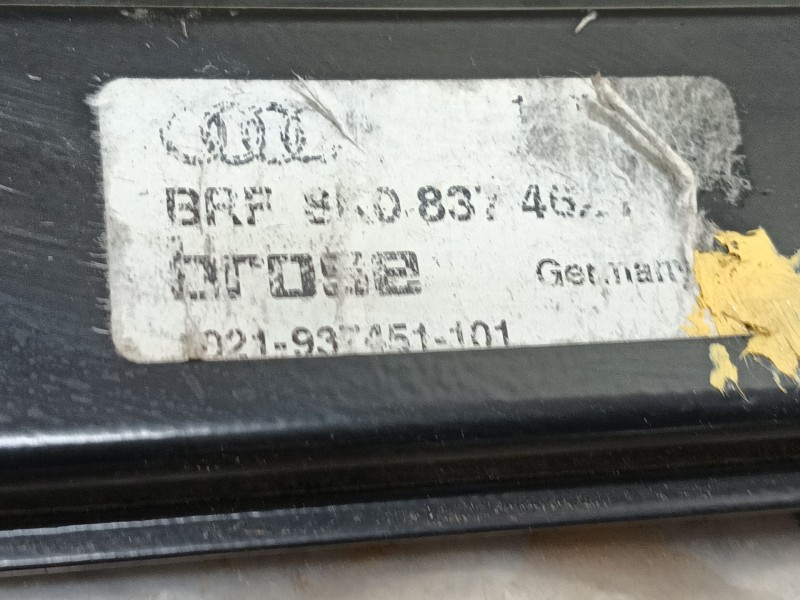 BRF 8K0 837
brose
Germany
021-937451-101